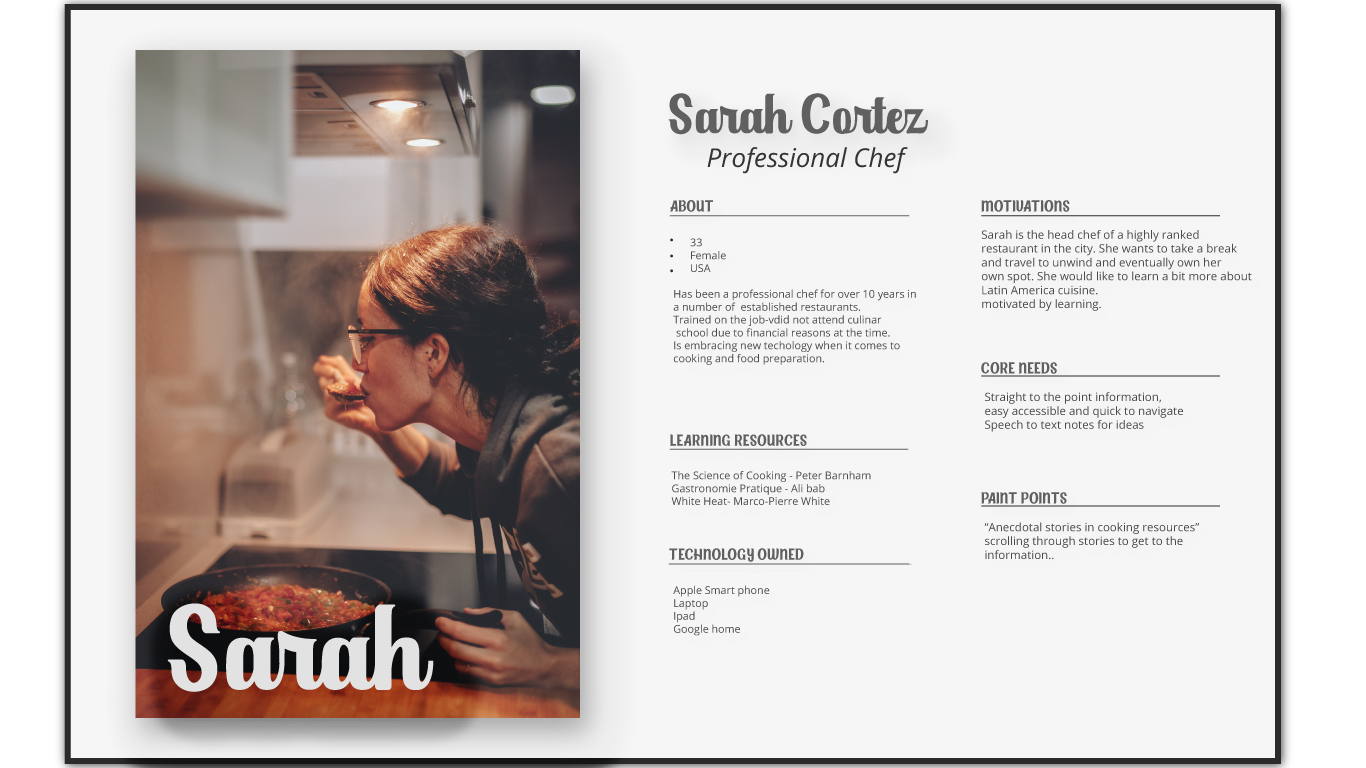 Sarah
Sarah Cortez
Professional Chef
ABOUT
• 33
• Female
• USA
Has been a professional chef for over 10 years in
a number of established restaurants.
Trained on the job-vdid not attend culinar
school due to financial reasons at the time.
Is embracing new techology when it comes to
cooking and food preparation.
LEARNING RESOURCES
The Science of Cooking - Peter Barnham
Gastronomie Pratique - Ali bab
White Heat- Marco-Pierre White
TECHNOLOGY OWNED
Apple Smart phone
Laptop
Ipad
Google home
MOTIVATIONS
Sarah is the head chef of a highly ranked
restaurant in the city. She wants to take a break
and travel to unwind and eventually own her
own spot. She would like to learn a bit more about
Latin America cuisine.
motivated by learning.
CORE NEEDS
Straight to the point information,
easy accessible and quick to navigate
Speech to text notes for ideas
PAINT POINTS
“Anecdotal stories in cooking resources”
scrolling through stories to get to the
information..